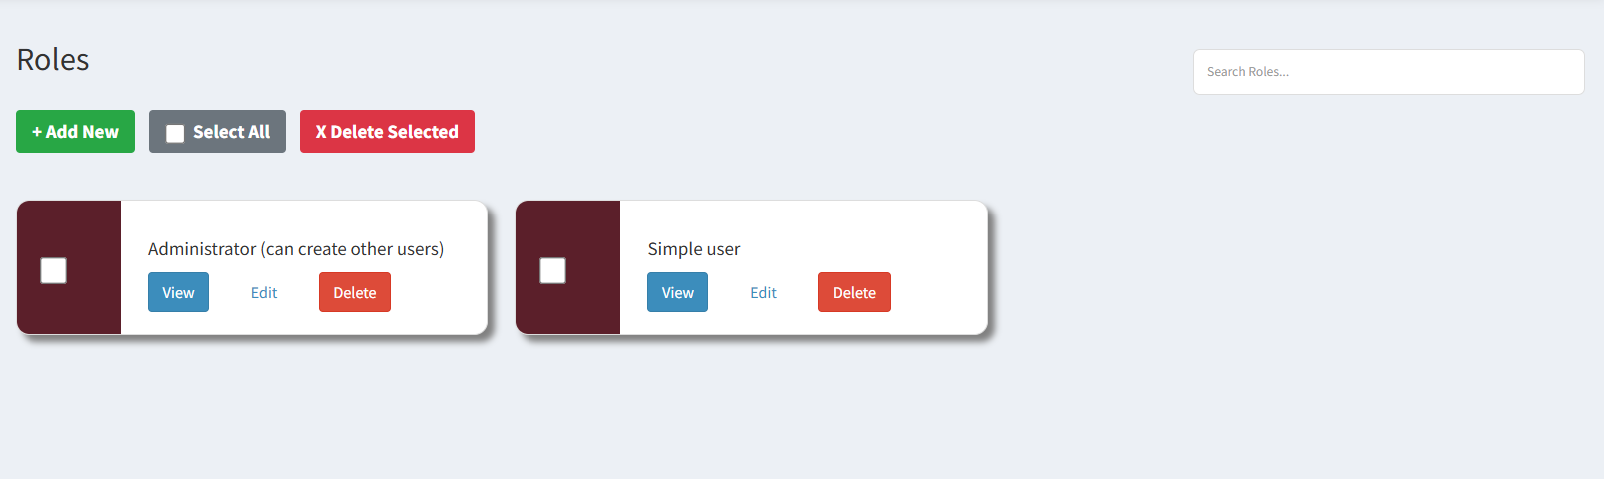 Roles
Search Roles...
+ Add New
Select All
X Delete Selected
Administrator (can create other users)
View Edit Delete
Simple user
View Edit Delete